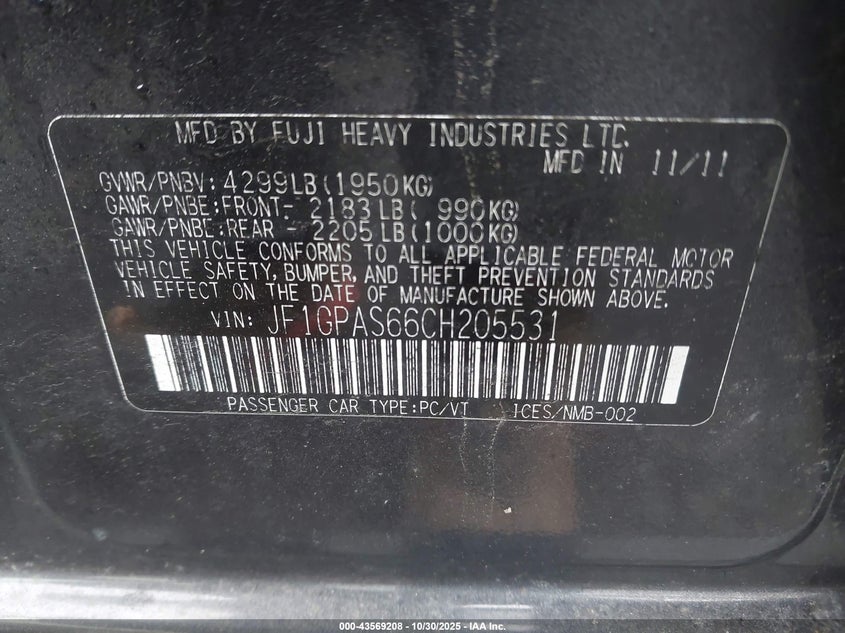 MFD BY FUJI HEAVY INDUSTRIES LTD.
MFD IN 11/11
GVWR/PNBV: 4299LB(1950KG)
GAWR/PNBE:FRONT- 2183LB( 990KG)
GAWR/PNBE:REAR - 2205LB(1000KG)
THIS VEHICLE CONFORMS TO ALL APPLICABLE FEDERAL MOTOR
VEHICLE SAFETY, BUMPER, AND THEFT PREVENTION STANDARDS
IN EFFECT ON THE DATE OF MANUFACTURE SHOWN ABOVE.
VIN: JF1GPAS66CH205531
PASSENGER CAR TYPE:PC/VT ICES/NMB-002
000-43569208 - 10/30/2025 - IAA Inc.